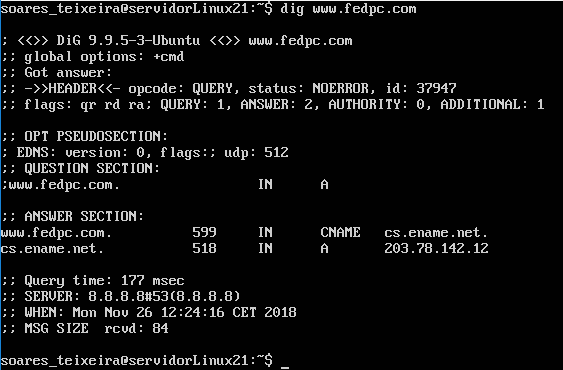 soares_teixeira@servidorLinux21:~$ dig www.fedpc.com
; <<>> DiG 9.9.5-3-Ubuntu <<>> www.fedpc.com
;; global options: +cmd
;; Got answer:
;; ->>HEADER<<- opcode: QUERY, status: NOERROR, id: 37947
;; flags: qr rd ra; QUERY: 1, ANSWER: 2, AUTHORITY: 0, ADDITIONAL: 1
;; OPT PSEUDOSECTION:
; EDNS: version: 0, flags:; udp: 512
;; QUESTION SECTION:
;www.fedpc.com. IN A
;; ANSWER SECTION:
www.fedpc.com. 599 IN CNAME cs.ename.net.
cs.ename.net. 518 IN A 203.78.142.12
;; Query time: 177 msec
;; SERVER: 8.8.8.8#53(8.8.8.8)
;; WHEN: Mon Nov 26 12:24:16 CET 2018
;; MSG SIZE rcvd: 84
soares_teixeira@servidorLinux21:~$ _